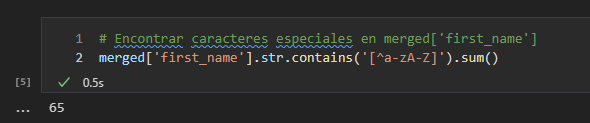 1 # Encontrar caracteres especiales en merged['first_name']
2 merged['first_name'].str.contains('[^a-zA-Z]').sum()
[5] ✓ 0.5s
... 65